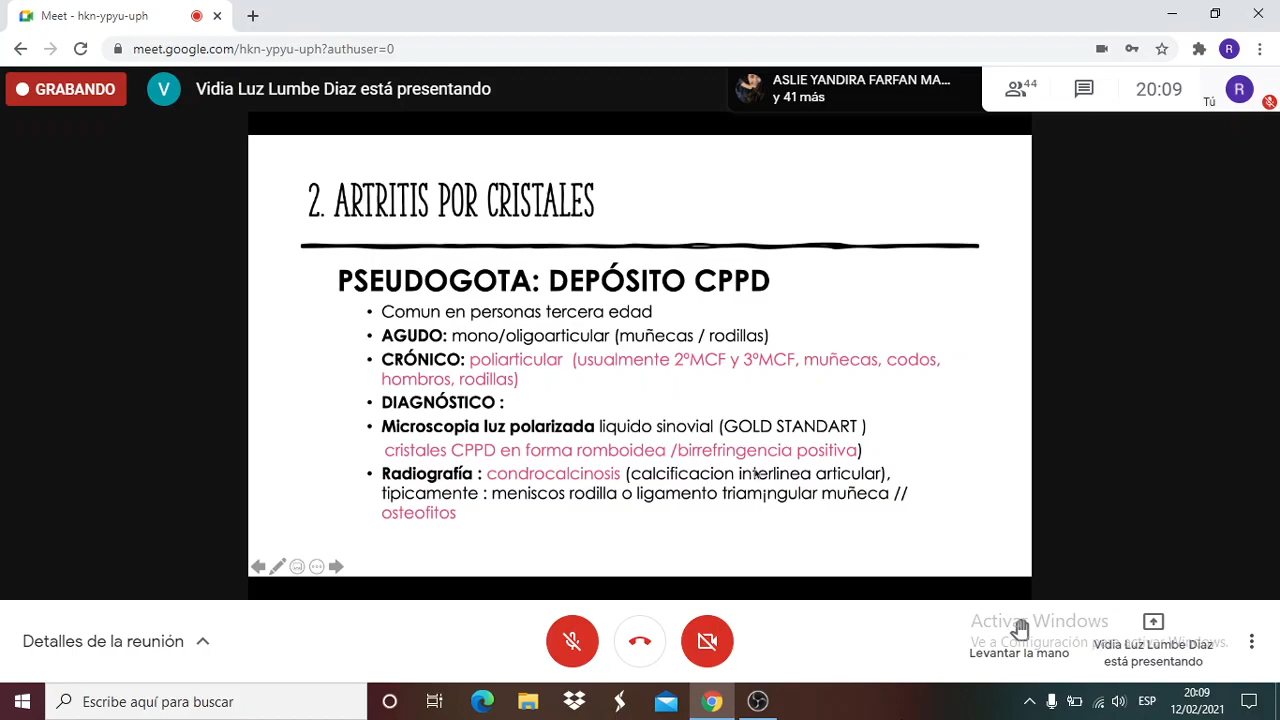 Meet - hkn-ypyu-uph
meet.google.com/hkn-ypyu-uph?authuser=0
R
GRABANDO
V
Vidia Luz Lumbe Diaz está presentando
ASLIE YANDIRA FARFAN MA...
y 41 más
44
20:09
Tú
R
2. ARTRITIS POR CRISTALES
PSEUDOGOTA: DEPÓSITO CPPD
• Comun en personas tercera edad
• AGUDO: mono/oligoarticular (muñecas / rodillas)
• CRÓNICO: poliarticular (usualmente 2ºMCF y 3ºMCF, muñecas, codos,
hombros, rodillas)
• DIAGNÓSTICO :
• Microscopia luz polarizada liquido sinovial (GOLD STANDART )
cristales CPPD en forma romboidea /birrefringencia positiva)
• Radiografía : condrocalcinosis (calcificacion interlinea articular),
tipicamente : meniscos rodilla o ligamento triam¡ngular muñeca //
osteofitos
Detalles de la reunión
Activar Windows
Ve a Configuración para activar Windows.
Levantar la mano
Vidia Luz Lumbe Diaz
está presentando
Escribe aquí para buscar
ESP
20:09
12/02/2021